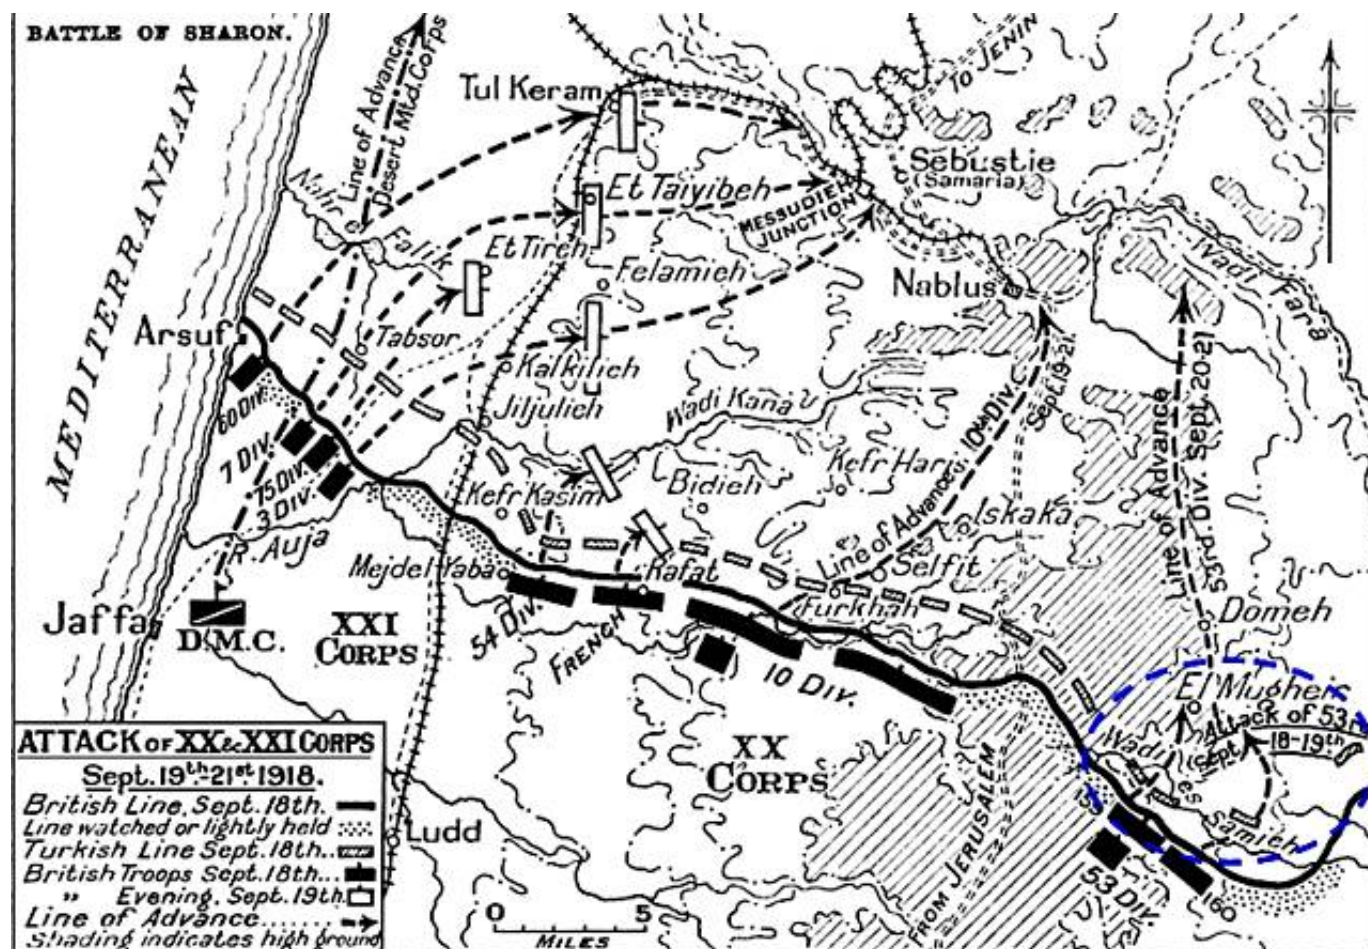 BATTLE OF SHARON.
MEDITERRANEAN
Line of Advance
Desert Mtd. Corps
Tul Keram
TO JENIN
Sebustie
(Samaria)
Nahr
Falik
Et Taiyibeh
MESSUDIEH
JUNCTION
Et Tireh
Felamieh
Nablus
Wadi Fara
Arsuf
Tabsor
Kalkilieh
Jiljulieh
Wadi Kana
60 Div.
7 Div.
75 Div.
3 Div.
Kefr Kasim
Bidieh
Kefr Hari
Line of Advance, 10th Div.
Sept. 19-21.
Line of Advance
53rd. Div. Sept. 20-21
Iskaka
R. Auja
Mejdel Yaba
Rafat
Selfit
Furkhah
Domeh
Jaffa
D.M.C.
XXI
CORPS
54 Div.
FRENCH
10 Div.
El Mugheir
Attack of 53
(Sept. 18-19th
Wadi es Samieh
XX
CORPS
158
53 Div.
160
FROM JERUSALEM
Ludd
ATTACK OF XX & XXI CORPS
Sept. 19th-21st 1918.
British Line, Sept. 18th.
Line watched or lightly held
Turkish Line Sept. 18th...
British Troops Sept. 18th...
" Evening, Sept. 19th.
Line of Advance.......
Shading indicates high ground
0 5
MILES